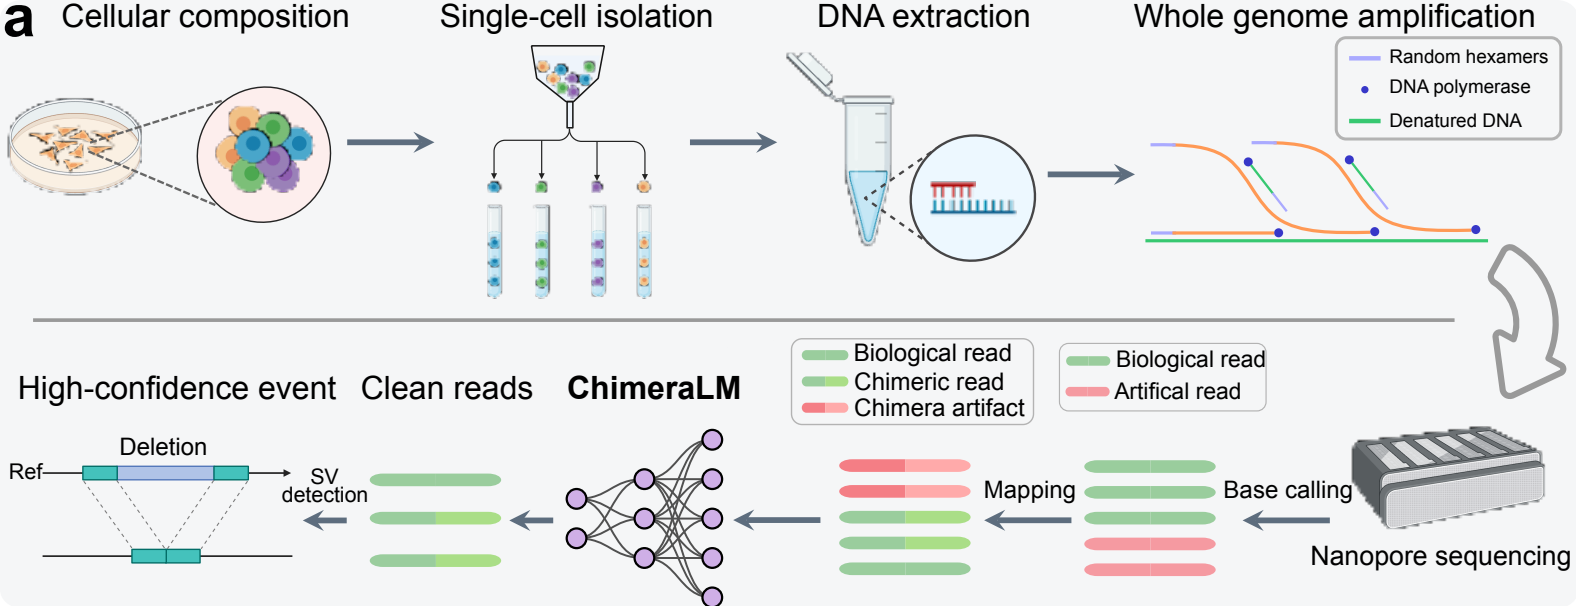 a
Cellular composition
Single-cell isolation
DNA extraction
Whole genome amplification
Random hexamers
DNA polymerase
Denatured DNA
Biological read
Chimeric read
Chimera artifact
Biological read
Artifical read
High-confidence event
Clean reads
ChimeraLM
Deletion
Ref
SV
detection
Mapping
Base calling
Nanopore sequencing